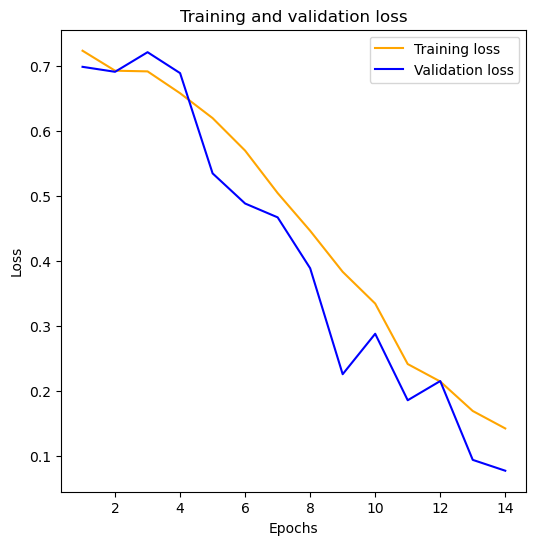 Training and validation loss
Training loss
Validation loss
0.7
0.6
0.5
0.4
0.3
0.2
0.1
Loss
2 4 6 8 10 12 14
Epochs